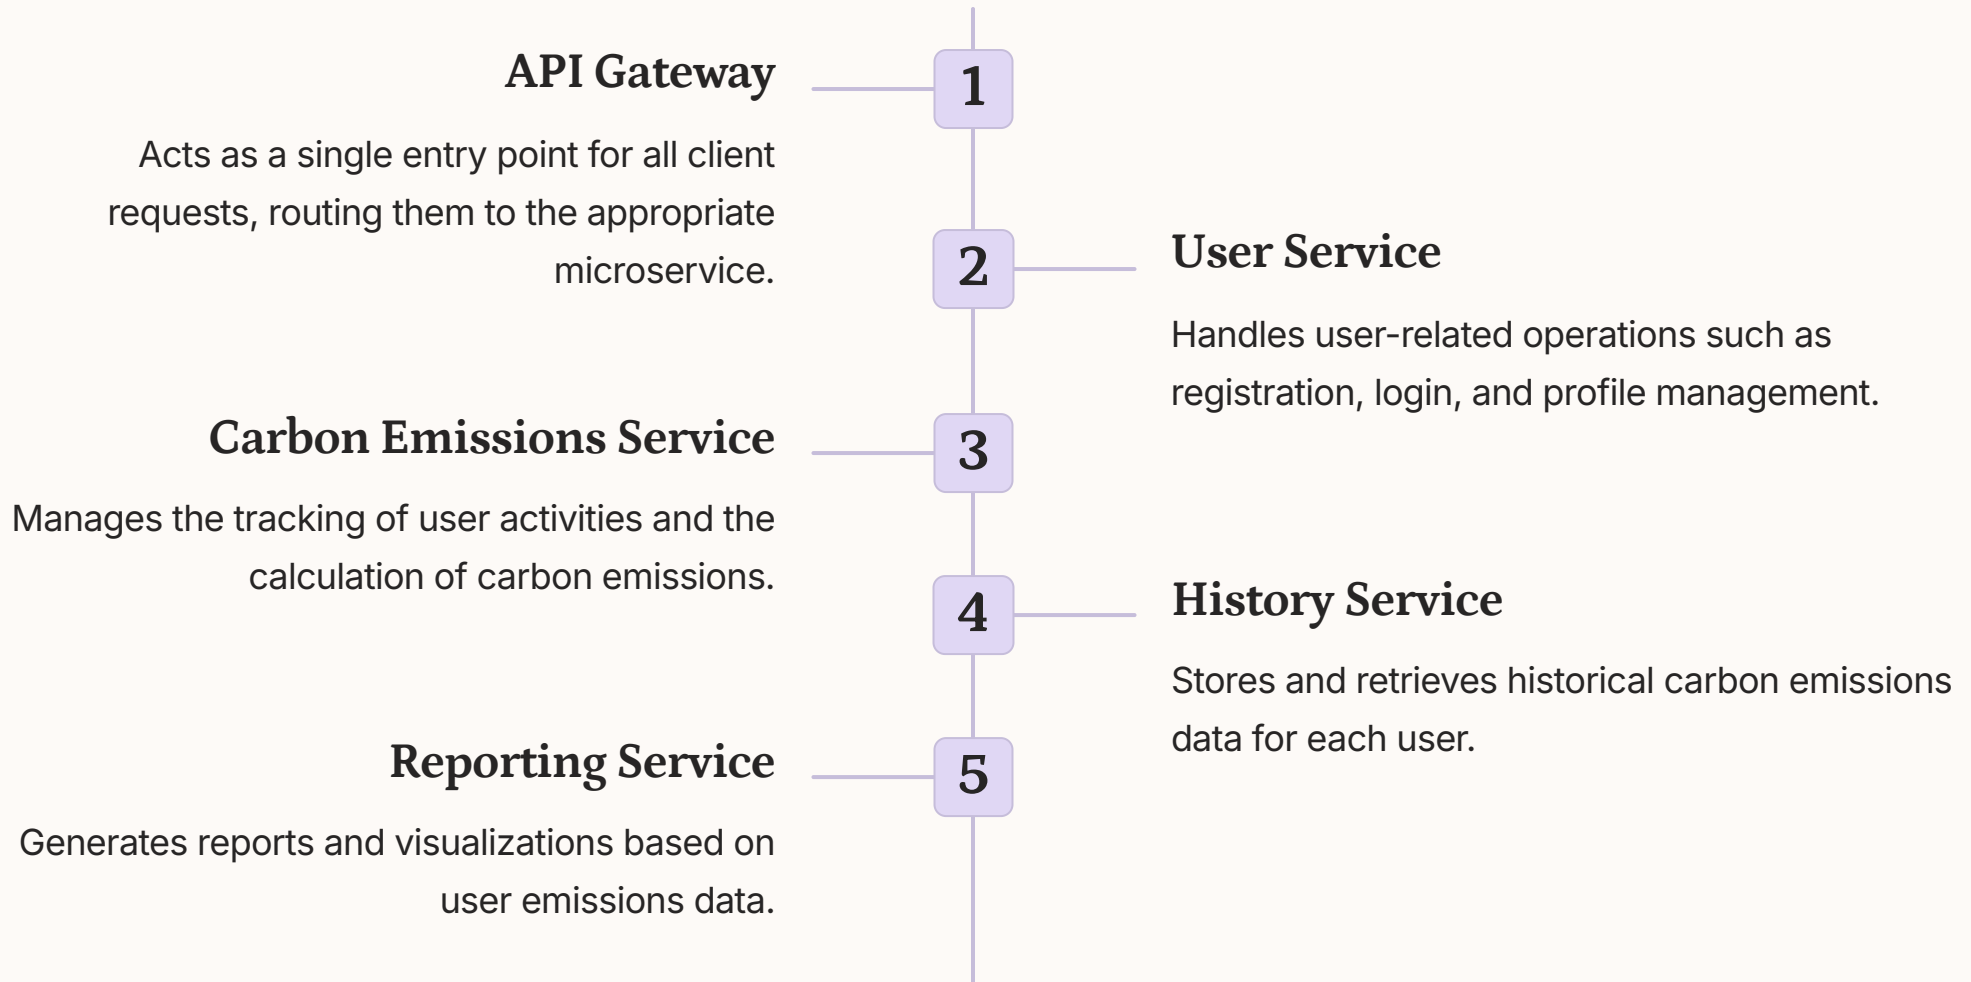 API Gateway
1
Acts as a single entry point for all client
requests, routing them to the appropriate
microservice.
2
User Service
Handles user-related operations such as
registration, login, and profile management.
Carbon Emissions Service
3
Manages the tracking of user activities and the
calculation of carbon emissions.
4
History Service
Stores and retrieves historical carbon emissions
data for each user.
Reporting Service
5
Generates reports and visualizations based on
user emissions data.